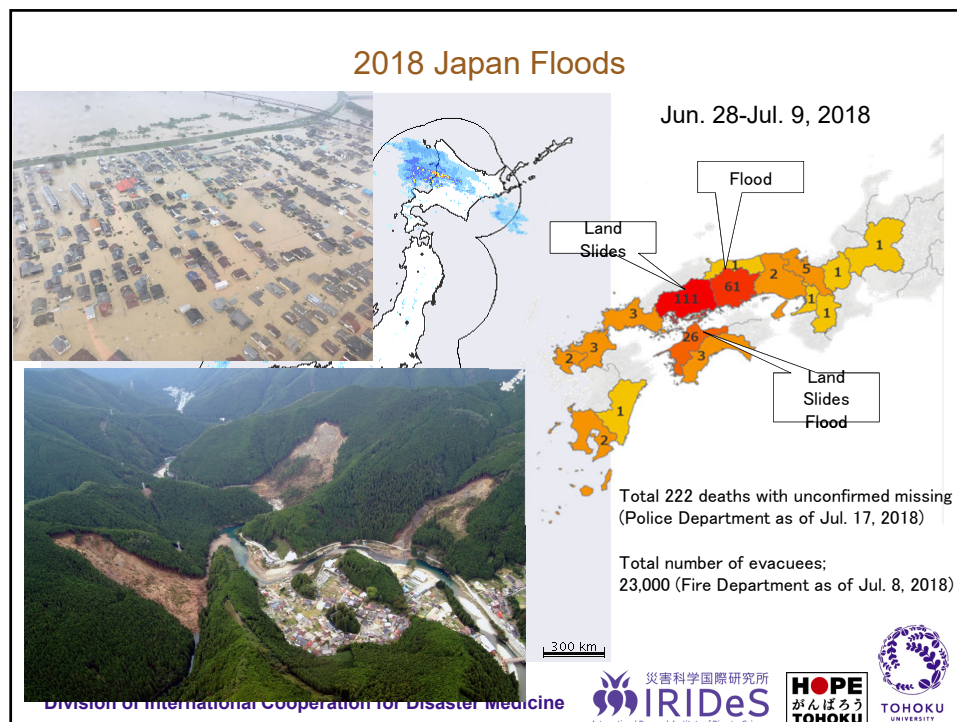 2018 Japan Floods
Jun. 28-Jul. 9, 2018
Flood
Land
Slides
1
1
2
5
1
61
111
1
1
3
26
3
3
2
1
2
Land
Slides
Flood
Total 222 deaths with unconfirmed missing
(Police Department as of Jul. 17, 2018)
Total number of evacuees;
23,000 (Fire Department as of Jul. 8, 2018)
300 km
Division of International Cooperation for Disaster Medicine
災害科学国際研究所
IRIDeS
HOPE
がんばろう
TOHOKU
TOHOKU
UNIVERSITY